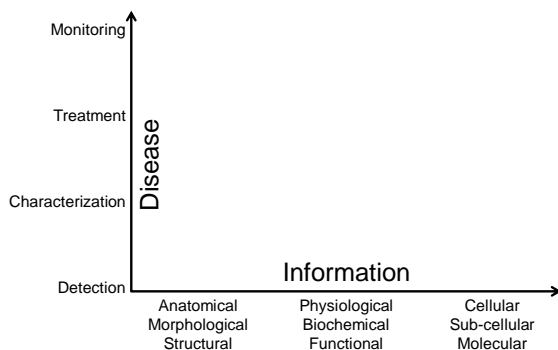 Monitoring
Treatment
Characterization
Detection
Disease
Information
Anatomical
Morphological
Structural
Physiological
Biochemical
Functional
Cellular
Sub-cellular
Molecular